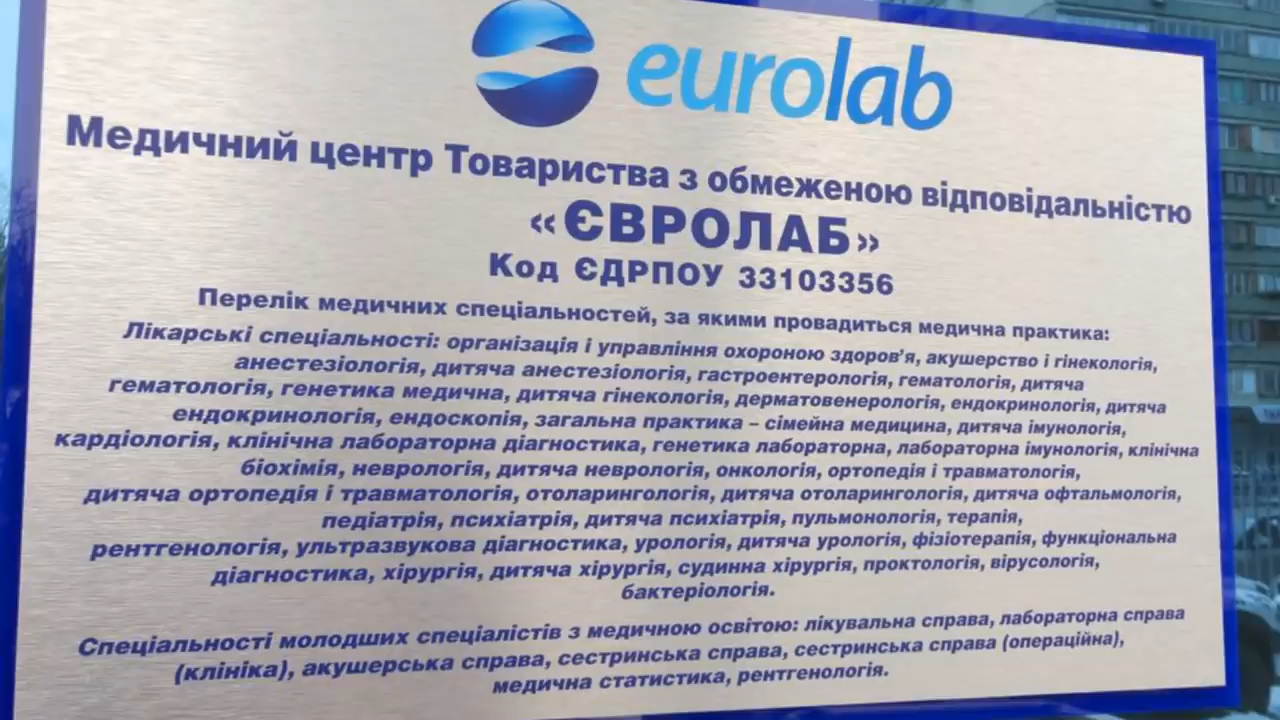 eurolab
Медичний центр Товариства з обмеженою відповідальністю
«ЄВРОЛАБ»
Код ЄДРПОУ 33103356
Перелік медичних спеціальностей, за якими провадиться медична практика:
Лікарські спеціальності: організація і управління охороною здоров'я, акушерство і гінекологія,
анестезіологія, дитяча анестезіологія, гастроентерологія, гематологія, дитяча
гематологія, генетика медична, дитяча гінекологія, дерматовенерологія, ендокринологія, дитяча
ендокринологія, ендоскопія, загальна практика – сімейна медицина, дитяча імунологія,
кардіологія, клінічна лабораторна діагностика, генетика лабораторна, лабораторна імунологія, клінічна
біохімія, неврологія, дитяча неврологія, онкологія, ортопедія і травматологія,
дитяча ортопедія і травматологія, отоларингологія, дитяча отоларингологія, дитяча офтальмологія,
педіатрія, психіатрія, дитяча психіатрія, пульмонологія, терапія,
рентгенологія, ультразвукова діагностика, урологія, дитяча урологія, фізіотерапія, функціональна
діагностика, хірургія, дитяча хірургія, судинна хірургія, проктологія, вірусологія,
бактеріологія.
Спеціальності молодших спеціалістів з медичною освітою: лікувальна справа, лабораторна справа
(клініка), акушерська справа, сестринська справа, сестринська справа (операційна),
медична статистика, рентгенологія.